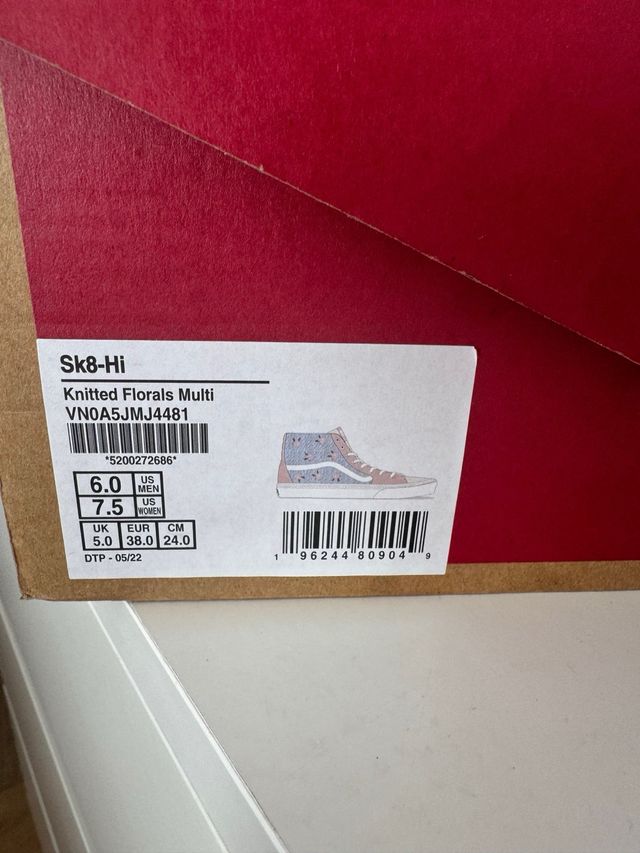 Sk8-Hi
Knitted Florals Multi
VN0A5JMJ4481
*5200272686*
6.0 US MEN
7.5 US WOMEN
UK EUR CM
5.0 38.0 24.0
DTP - 05/22
1 96244 80904 9